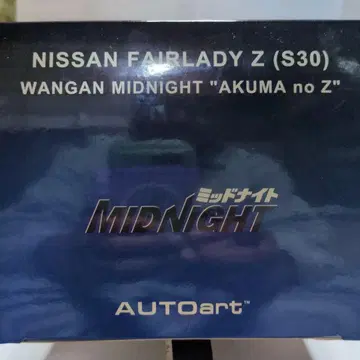 NISSAN FAIRLADY Z (S30)
WANGAN MIDNIGHT "AKUMA no Z"
ミッドナイト
MIDNIGHT
AUTOart™